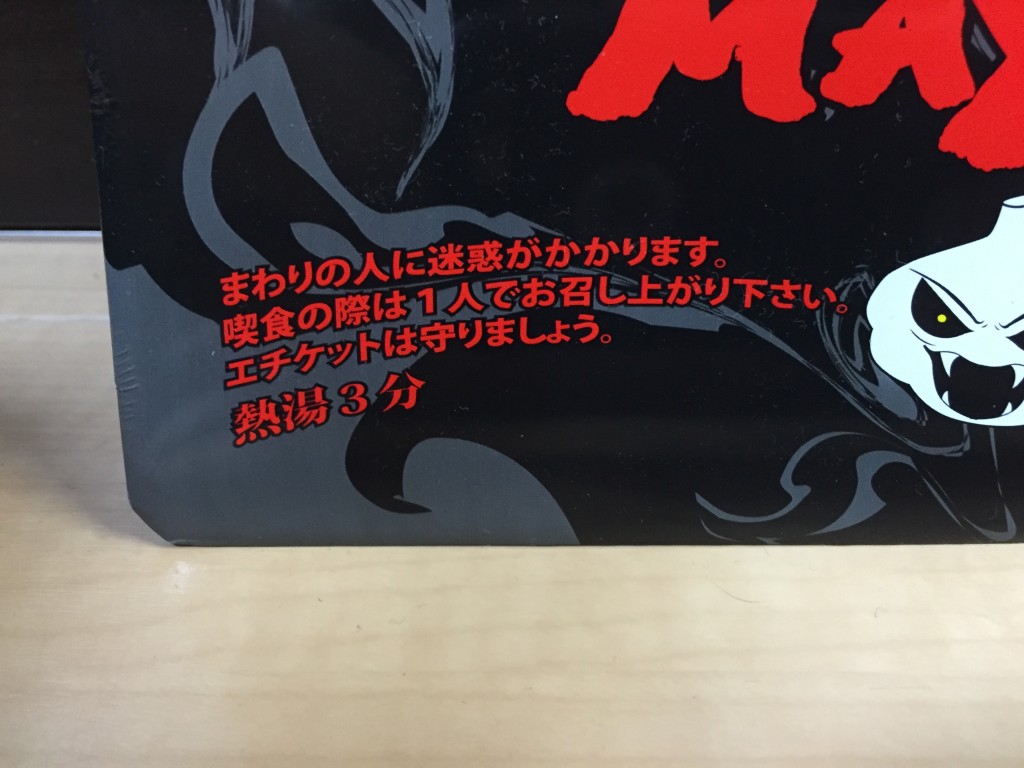 MAX
まわりの人に迷惑がかかります。
喫食の際は１人でお召し上がり下さい。
エチケットは守りましょう。
熱湯３分